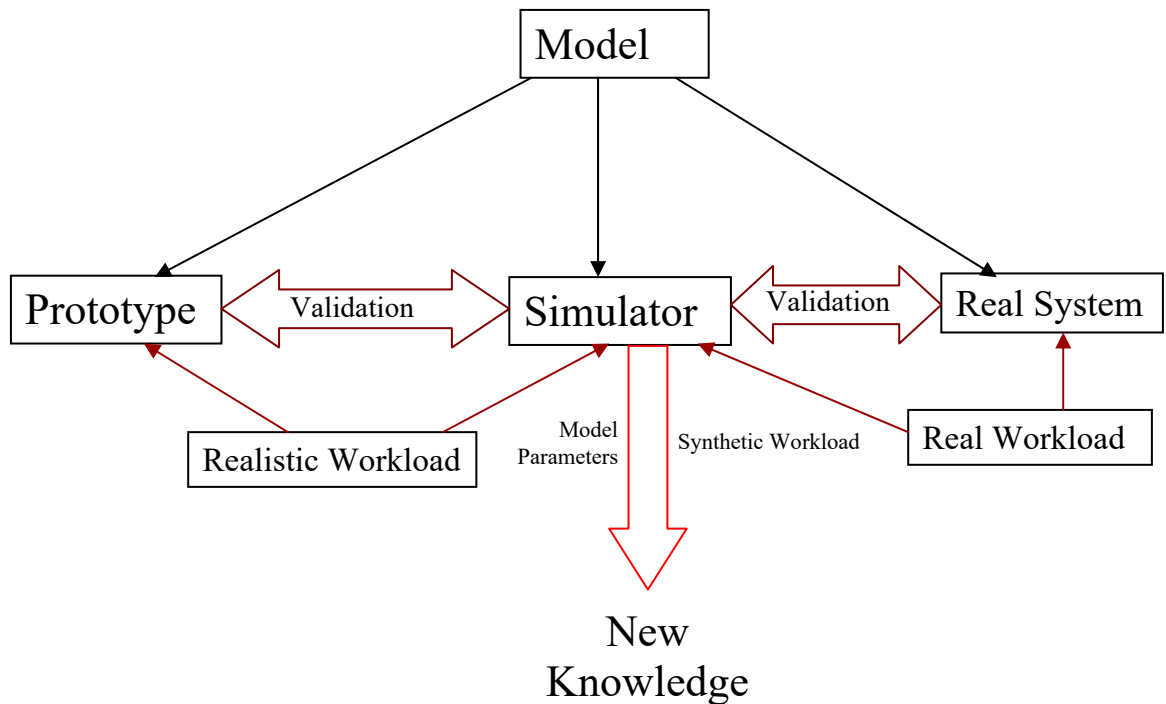 Model
Prototype
Validation
Simulator
Validation
Real System
Realistic Workload
Model
Parameters
Synthetic Workload
Real Workload
New
Knowledge